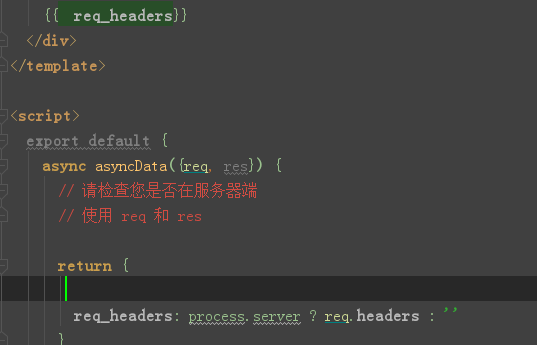 {{ req_headers}}
</div>
</template>
<script>
export default {
async asyncData({req, res}) {
// 请检查您是否在服务器端
// 使用 req 和 res
return {
req_headers: process.server ? req.headers : ''
}